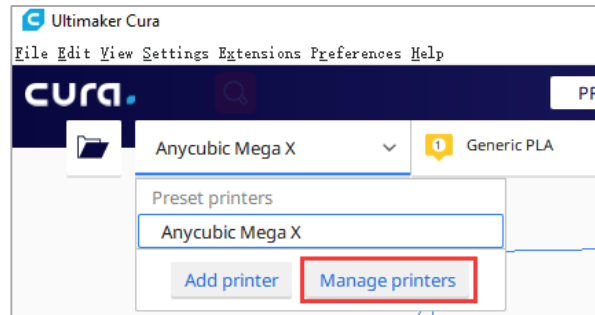 Ultimaker Cura
File Edit View Settings Extensions Preferences Help
cura. PR
Anycubic Mega X 1 Generic PLA
Preset printers
Anycubic Mega X
Add printer Manage printers